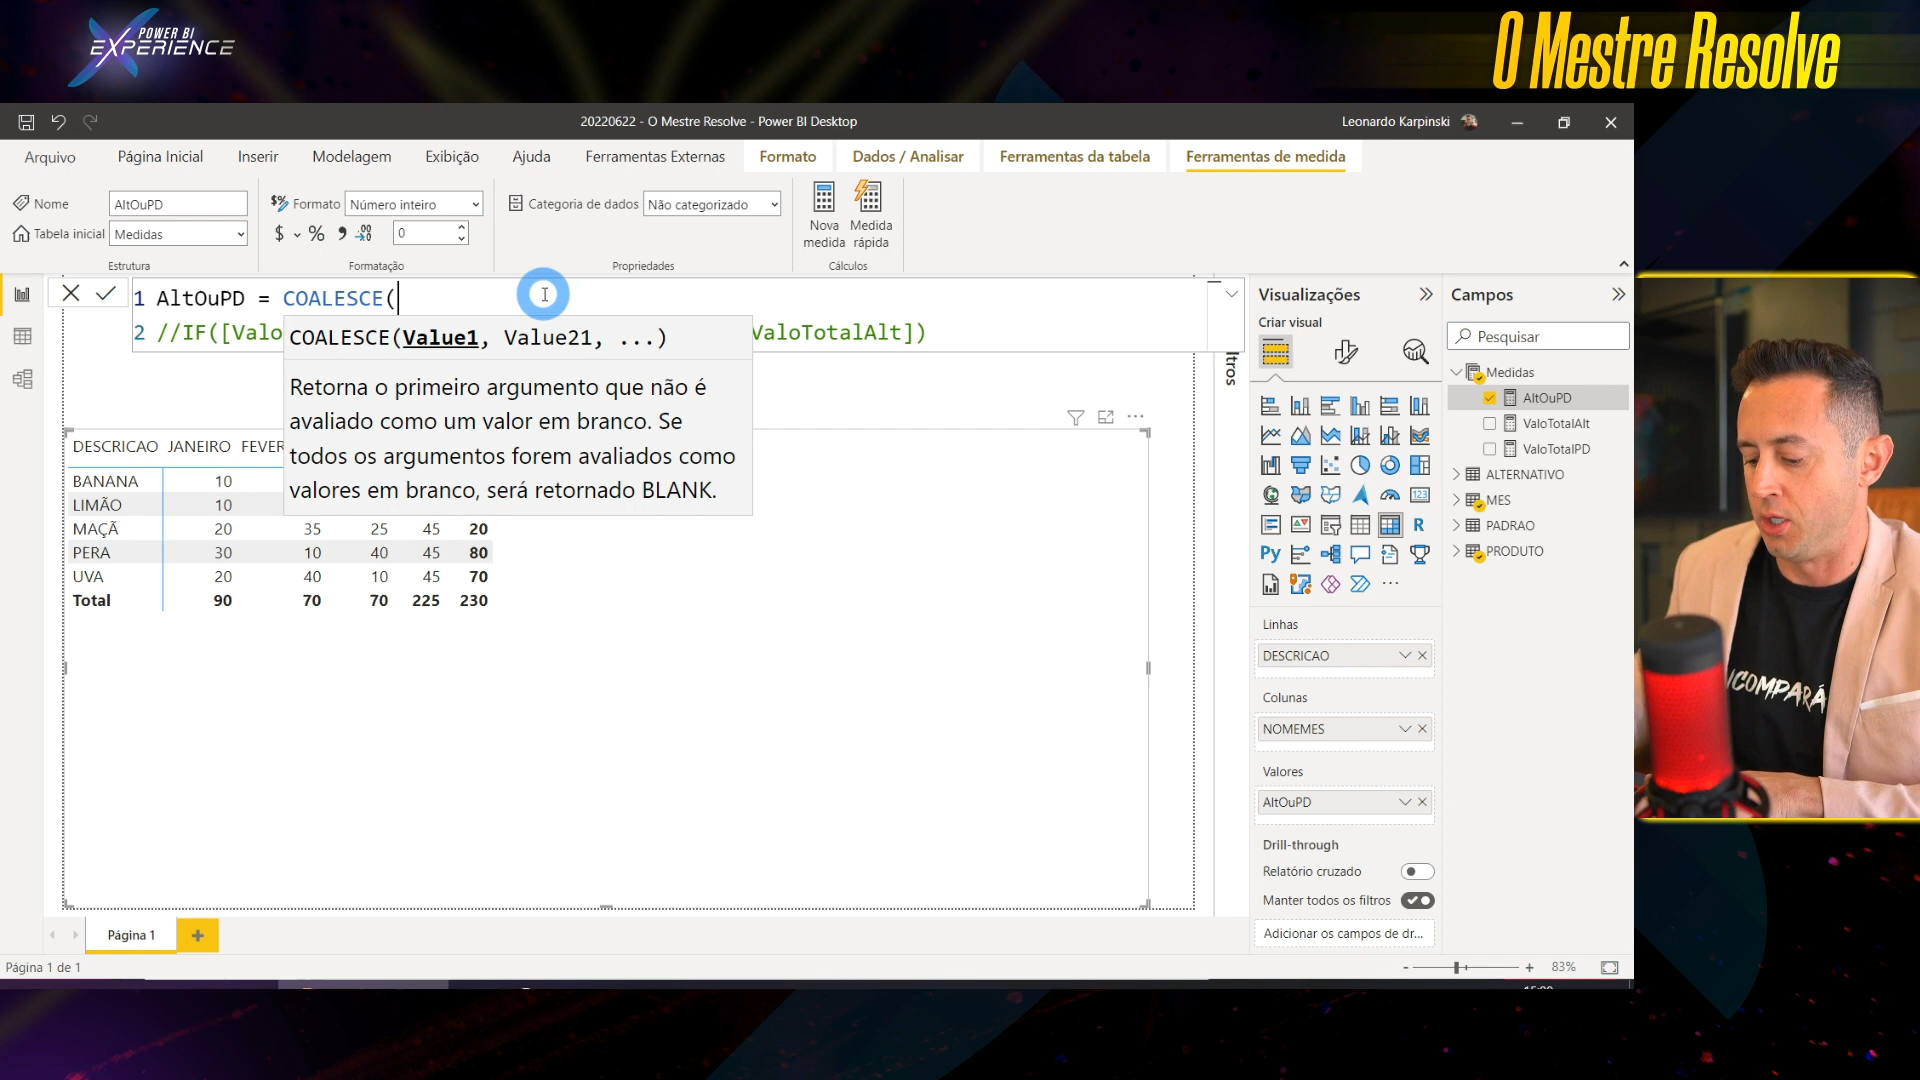 POWER BI
EXPERIENCE
O Mestre Resolve
20220622 - O Mestre Resolve - Power BI Desktop
Leonardo Karpinski
Arquivo
Página Inicial
Inserir
Modelagem
Exibição
Ajuda
Ferramentas Externas
Formato
Dados / Analisar
Ferramentas da tabela
Ferramentas de medida
Nome
AltOuPD
Tabela inicial
Medidas
Estrutura
Formato
Número inteiro
$
%
0
Formatação
Categoria de dados
Não categorizado
Propriedades
Nova
medida
Medida
rápida
Cálculos
1 AltOuPD = COALESCE(
2 //IF([Valo
ValoTotalAlt])
COALESCE(Value1, Value21, ...)
Retorna o primeiro argumento que não é
avaliado como um valor em branco. Se
todos os argumentos forem avaliados como
valores em branco, será retornado BLANK.
DESCRICAO JANEIRO FEVER
BANANA 10
LIMÃO 10
MAÇÃ 20 35 25 45 20
PERA 30 10 40 45 80
UVA 20 40 10 45 70
Total 90 70 70 225 230
ltros
Visualizações
Criar visual
123
R
Py
Linhas
DESCRICAO
Colunas
NOMEMES
Valores
AltOuPD
Drill-through
Relatório cruzado
Manter todos os filtros
Adicionar os campos de dr...
Campos
Pesquisar
Medidas
AltOuPD
ValoTotalAlt
ValoTotalPD
ALTERNATIVO
MES
PADRAO
PRODUTO
NCOMPARÁ
Página 1
Página 1 de 1
83%